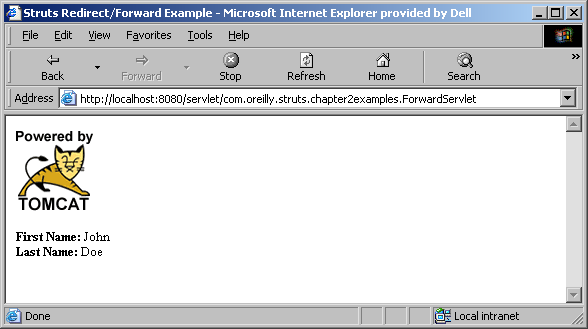 Struts Redirect/Forward Example - Microsoft Internet Explorer provided by Dell
File Edit View Favorites Tools Help
Back Forward Stop Refresh Home Search »
Address http://localhost:8080/servlet/com.oreilly.struts.chapter2examples.ForwardServlet
Powered by
TOMCAT
First Name: John
Last Name: Doe
Done Local intranet